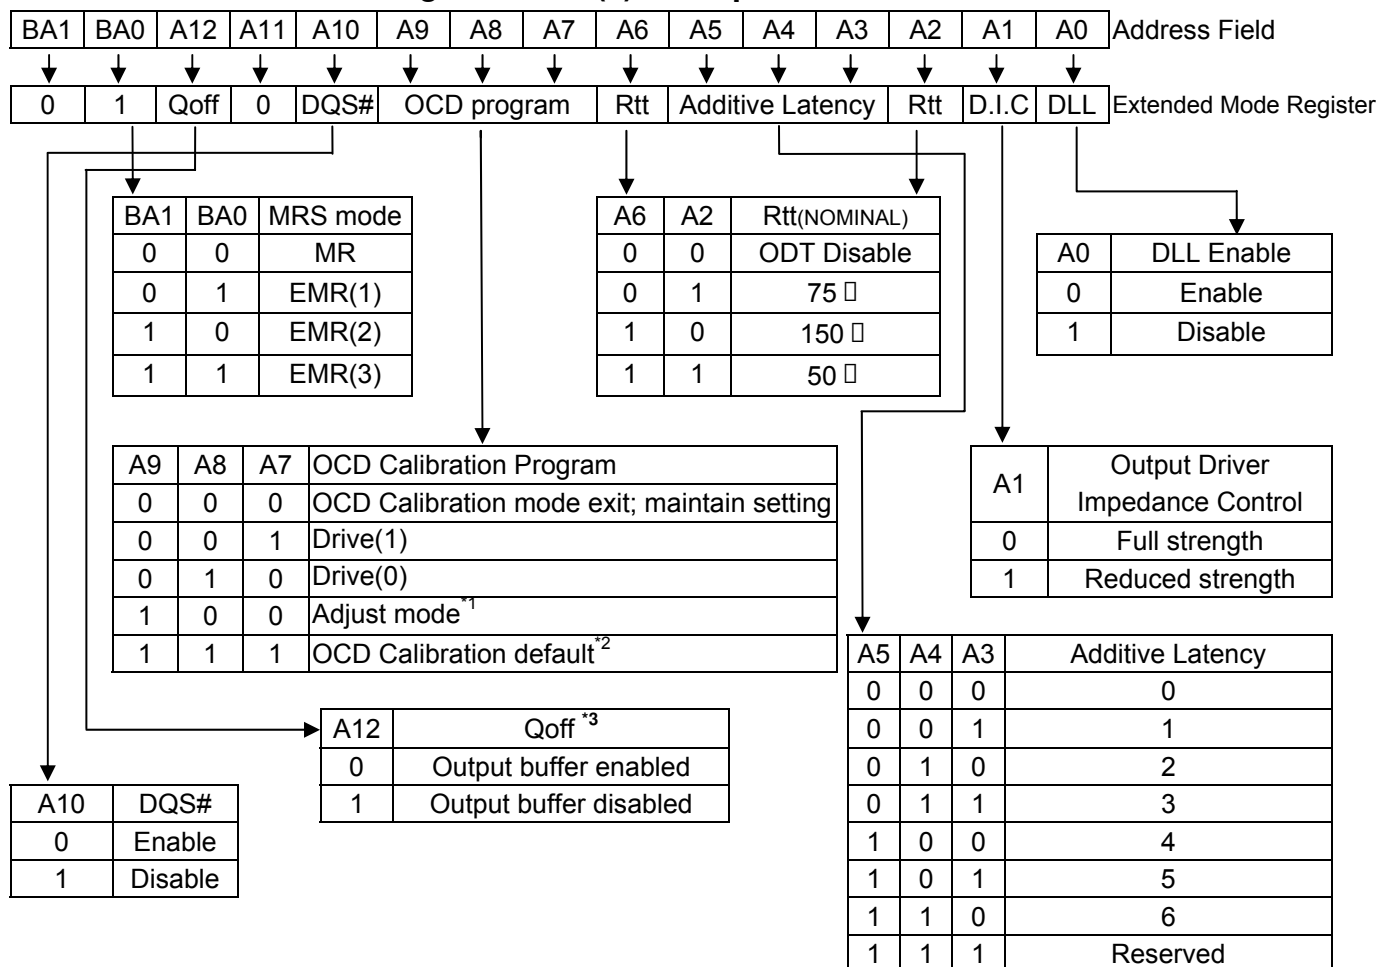 BA1 BA0 A12 A11 A10 A9 A8 A7 A6 A5 A4 A3 A2 A1 A0 Address Field
0 1 Qoff 0 DQS# OCD program Rtt Additive Latency Rtt D.I.C DLL Extended Mode Register
BA1 BA0 MRS mode
0 0 MR
0 1 EMR(1)
1 0 EMR(2)
1 1 EMR(3)
A6 A2 Rtt(NOMINAL)
0 0 ODT Disable
0 1 75 
1 0 150 
1 1 50 
A0 DLL Enable
0 Enable
1 Disable
A9 A8 A7 OCD Calibration Program
0 0 0 OCD Calibration mode exit; maintain setting
0 0 1 Drive(1)
0 1 0 Drive(0)
1 0 0 Adjust mode*1
1 1 1 OCD Calibration default*2
A1 Output Driver
Impedance Control
0 Full strength
1 Reduced strength
A12 Qoff *3
0 Output buffer enabled
1 Output buffer disabled
A10 DQS#
0 Enable
1 Disable
A5 A4 A3 Additive Latency
0 0 0 0
0 0 1 1
0 1 0 2
0 1 1 3
1 0 0 4
1 0 1 5
1 1 0 6
1 1 1 Reserved